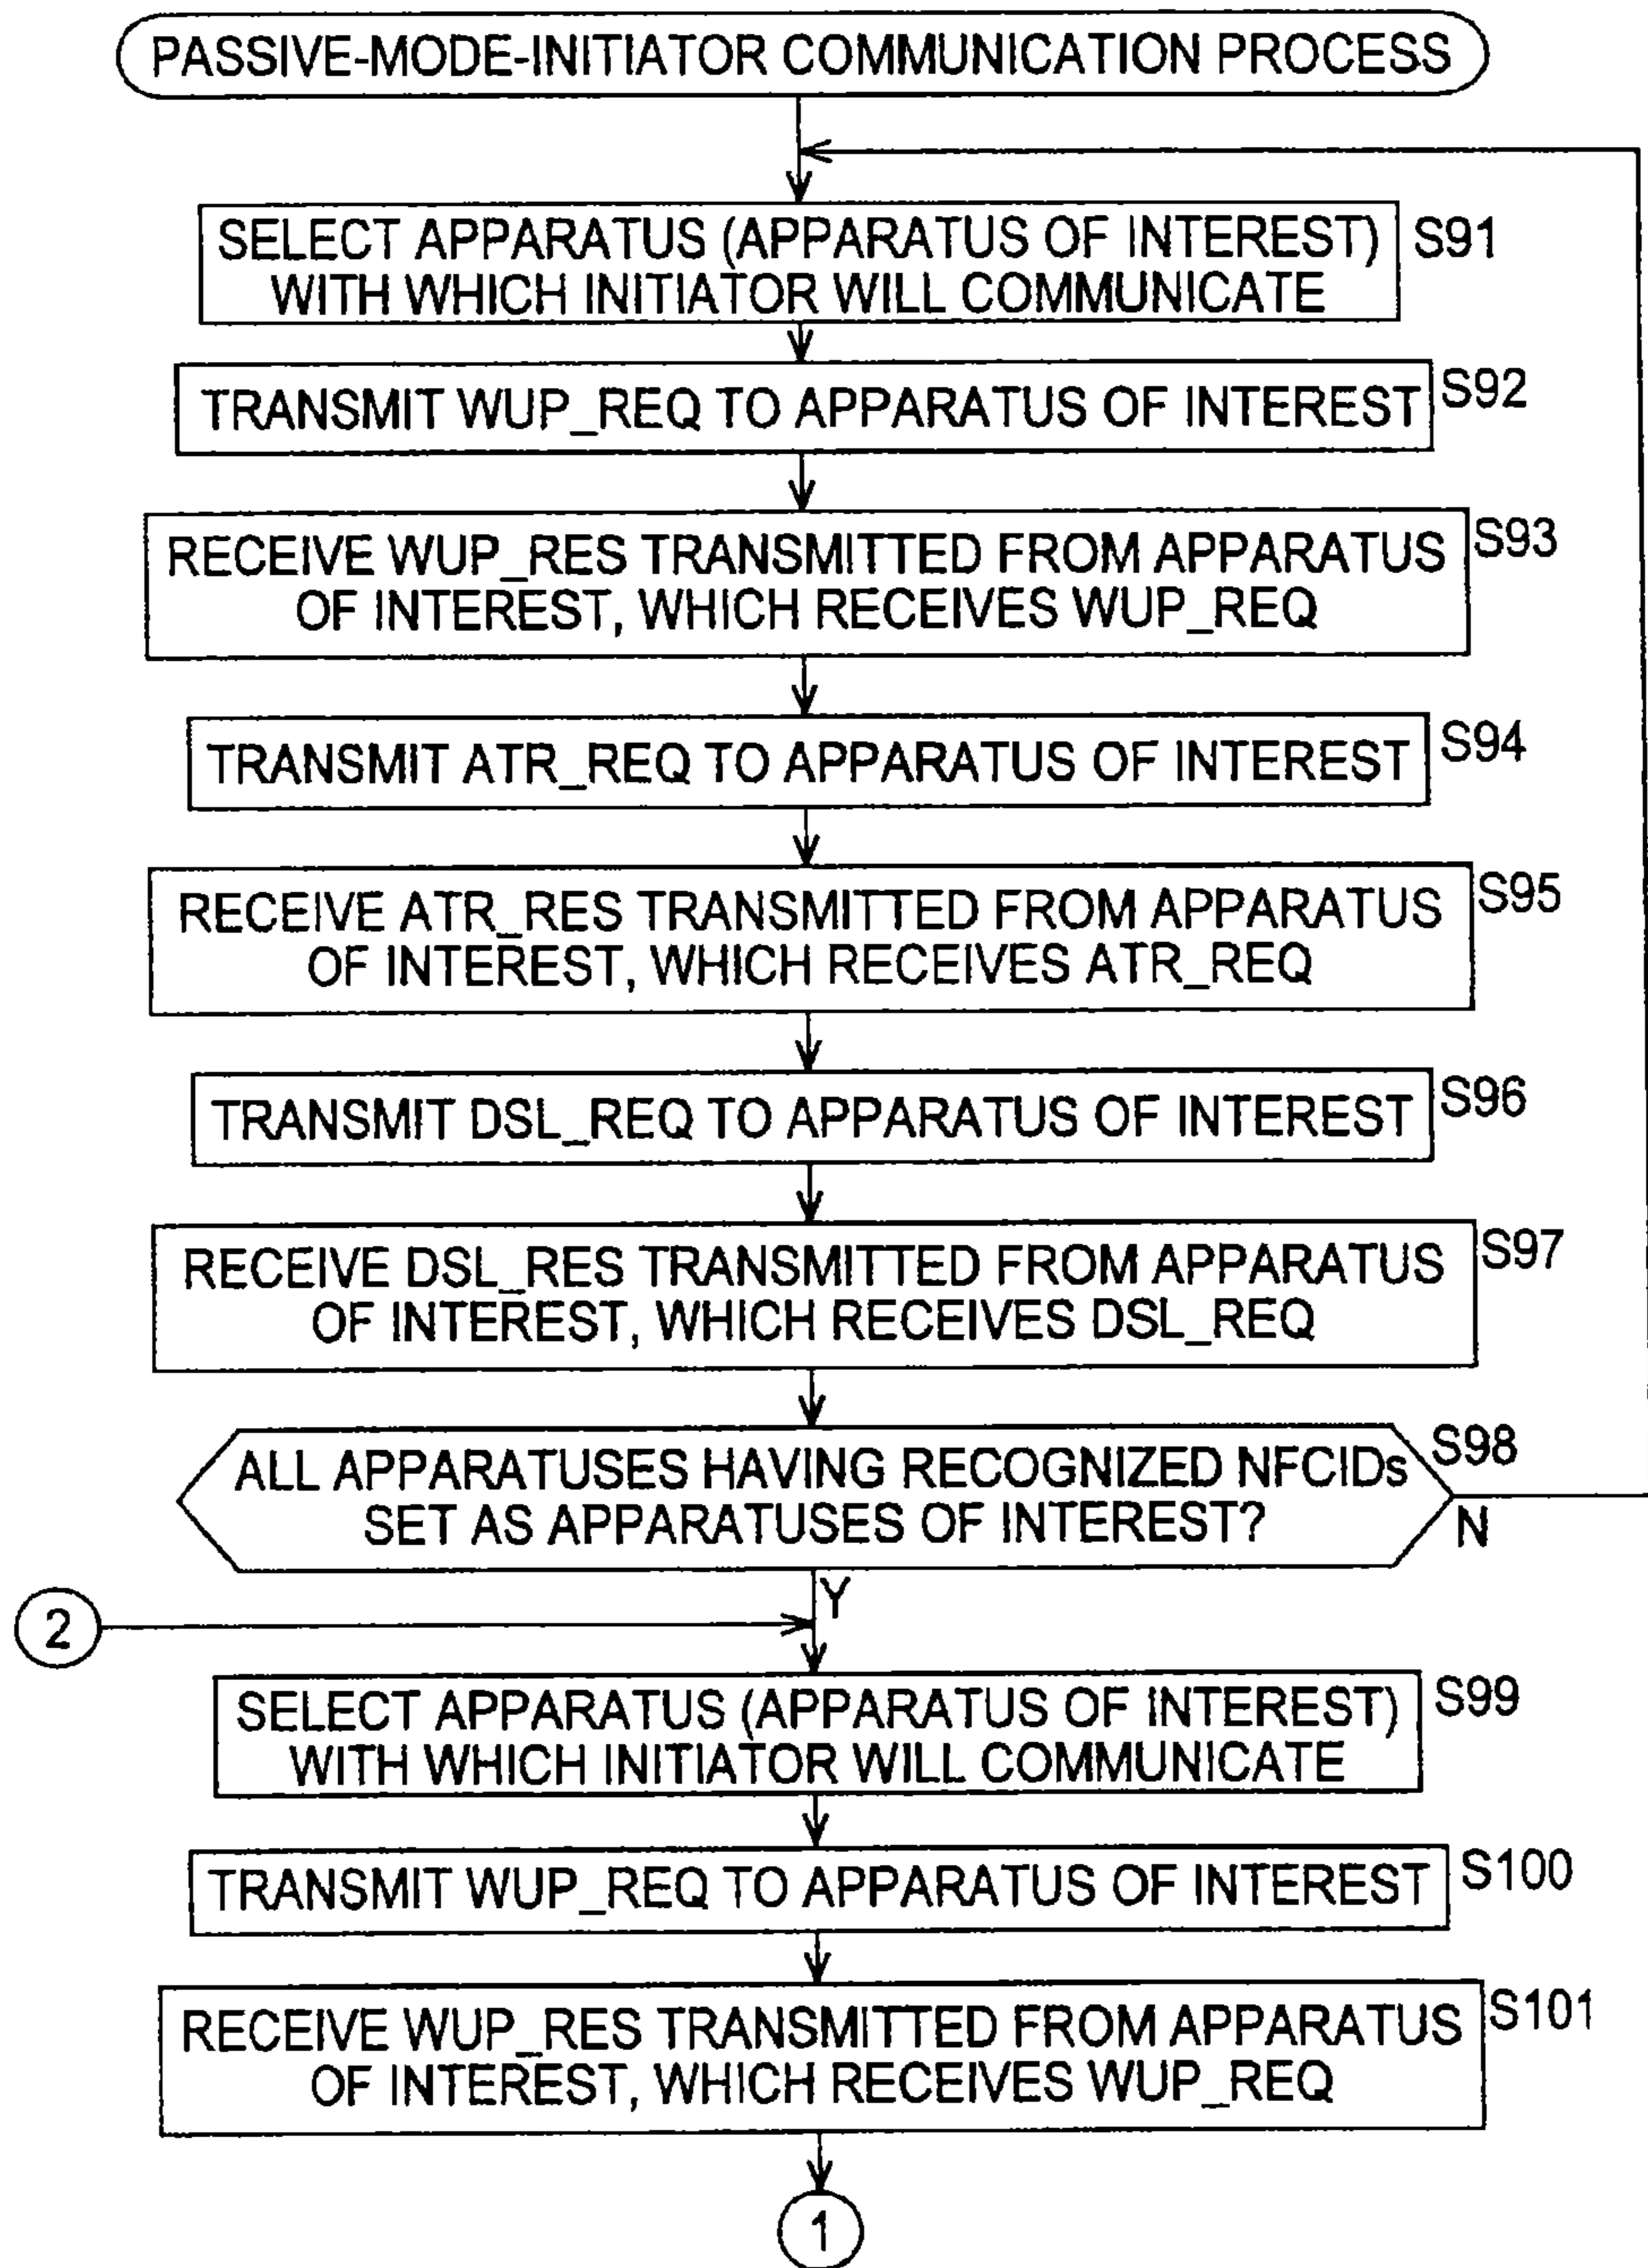 PASSIVE-MODE-INITIATOR COMMUNICATION PROCESS
SELECT APPARATUS (APPARATUS OF INTEREST)
WITH WHICH INITIATOR WILL COMMUNICATE
S91
TRANSMIT WUP_REQ TO APPARATUS OF INTEREST
S92
RECEIVE WUP_RES TRANSMITTED FROM APPARATUS
OF INTEREST, WHICH RECEIVES WUP_REQ
S93
TRANSMIT ATR_REQ TO APPARATUS OF INTEREST
S94
RECEIVE ATR_RES TRANSMITTED FROM APPARATUS
OF INTEREST, WHICH RECEIVES ATR_REQ
S95
TRANSMIT DSL_REQ TO APPARATUS OF INTEREST
S96
RECEIVE DSL_RES TRANSMITTED FROM APPARATUS
OF INTEREST, WHICH RECEIVES DSL_REQ
S97
ALL APPARATUSES HAVING RECOGNIZED NFCIDs
SET AS APPARATUSES OF INTEREST?
S98
N
Y
2
SELECT APPARATUS (APPARATUS OF INTEREST)
WITH WHICH INITIATOR WILL COMMUNICATE
S99
TRANSMIT WUP_REQ TO APPARATUS OF INTEREST
S100
RECEIVE WUP_RES TRANSMITTED FROM APPARATUS
OF INTEREST, WHICH RECEIVES WUP_REQ
S101
1